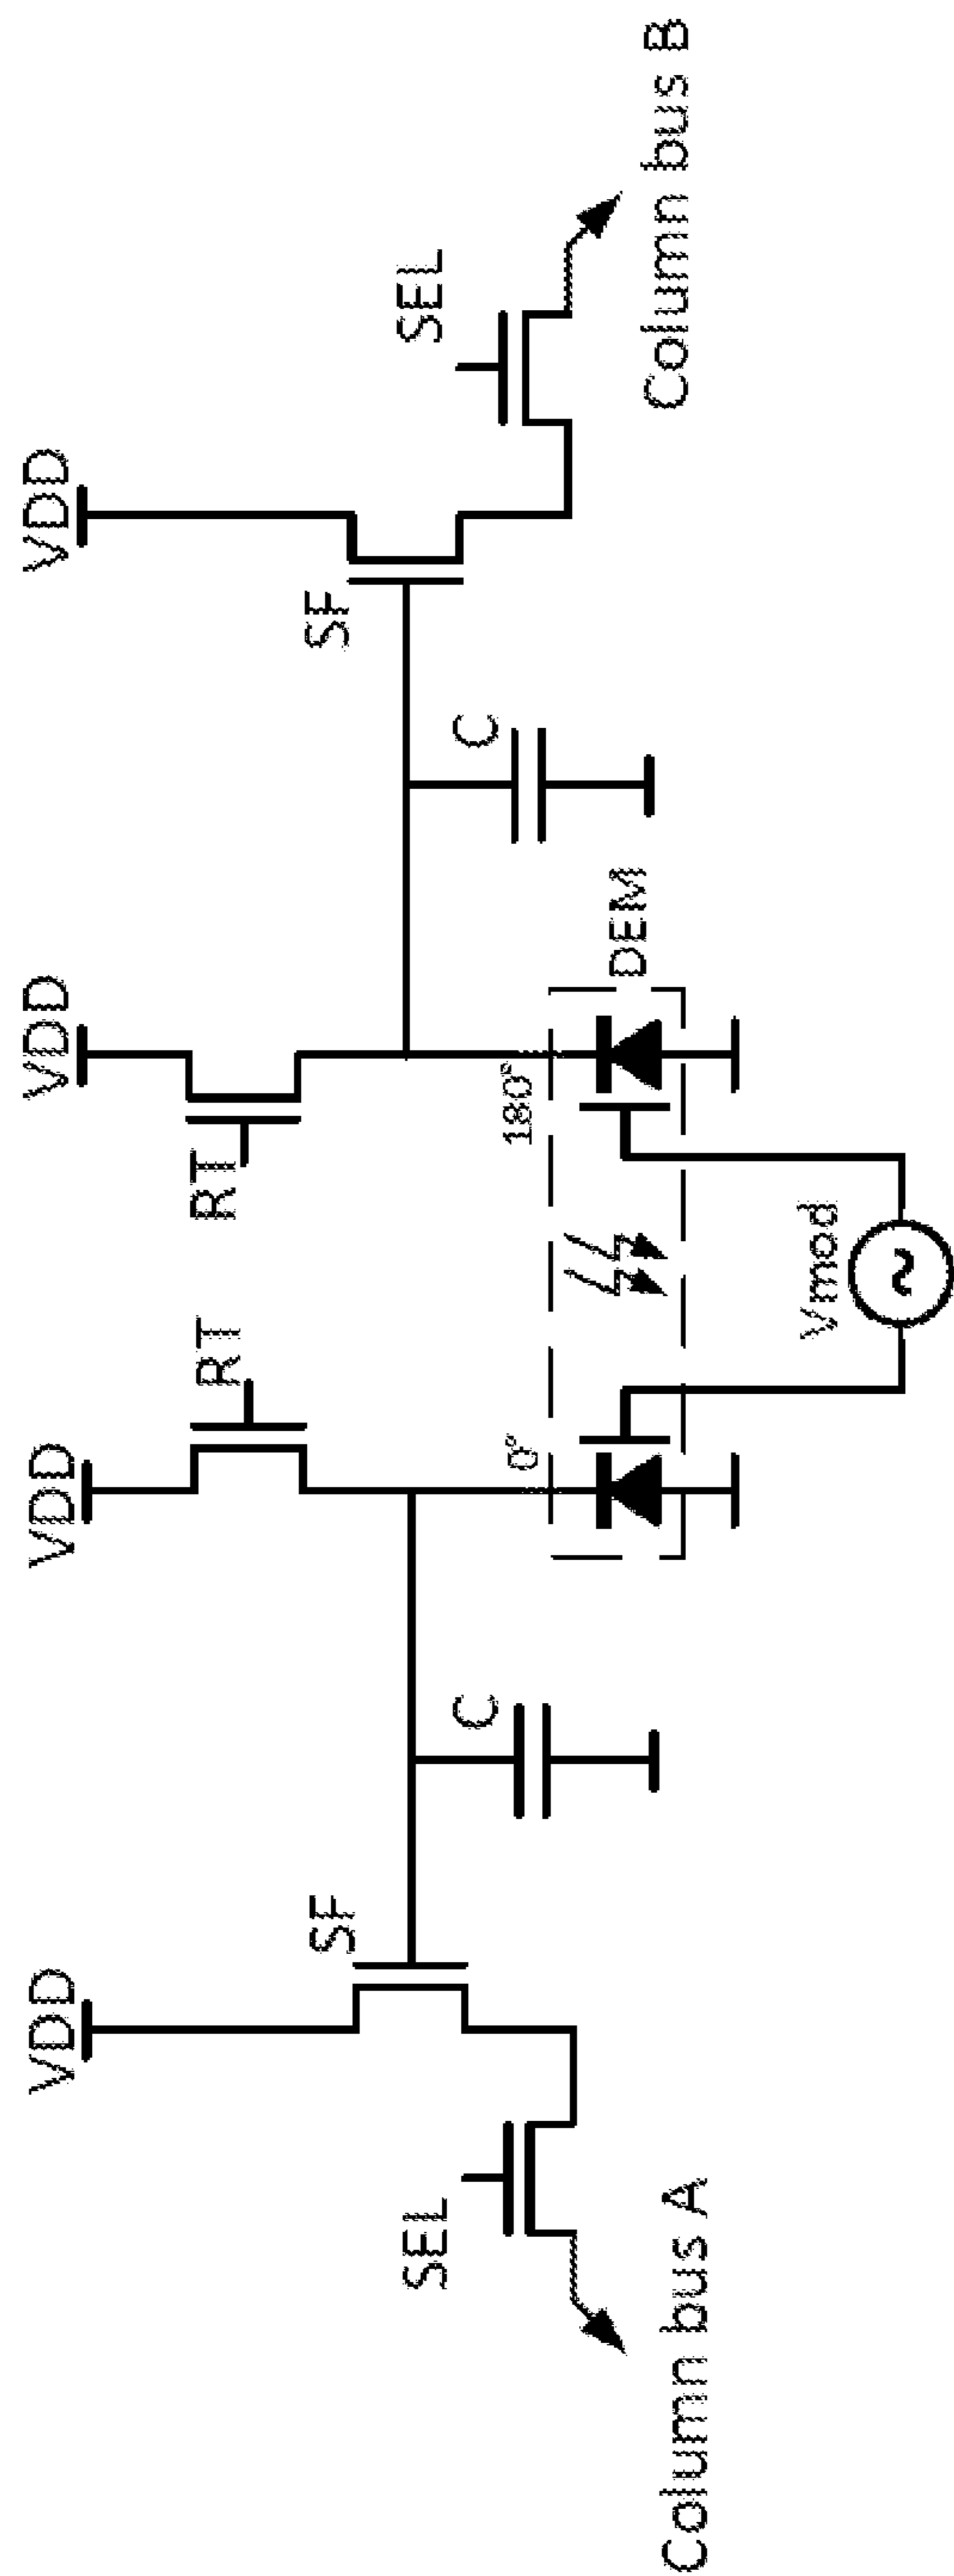 VDD
VDD
VDD
VDD
RT
RT
SF
SF
SEL
SEL
C
C
0°
180°
DEM
Column bus A
Column bus B
Vmod
~